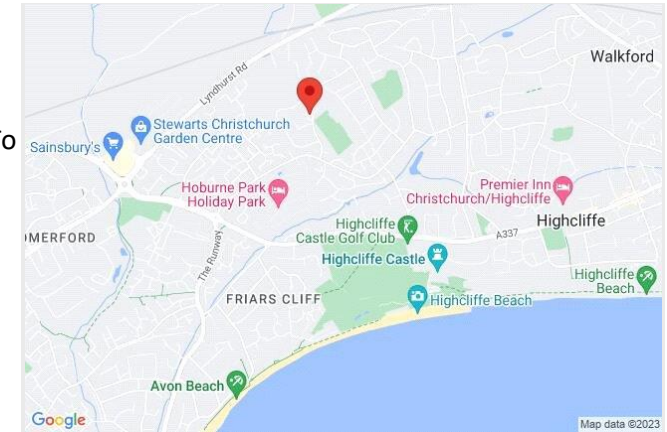 Walkford
Lyndhurst Rd
Stewarts Christchurch
Garden Centre
To
Sainsbury's
Hoburne Park
Holiday Park
Premier Inn
Christchurch/Highcliffe
Highcliffe
Castle Golf Club
Highcliffe
OMERFORD
A337
The Runway
Highcliffe Castle
Highcliffe
Beach
FRIARS CLIFF
Highcliffe Beach
Avon Beach
Google
Map data ©2023